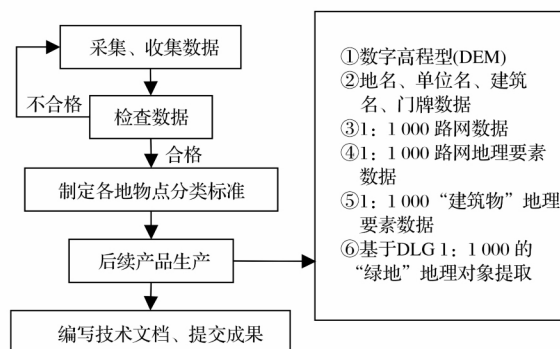 采集、收集数据
不合格
检查数据
合格
制定各地物点分类标准
后续产品生产
编写技术文档、提交成果
①数字高程型(DEM)
②地名、单位名、建筑
名、门牌数据
③1：1 000 路网数据
④1：1 000 路网地理要素
数据
⑤1：1 000“建筑物”地理
要素数据
⑥基于DLG 1：1 000 的
“绿地”地理对象提取